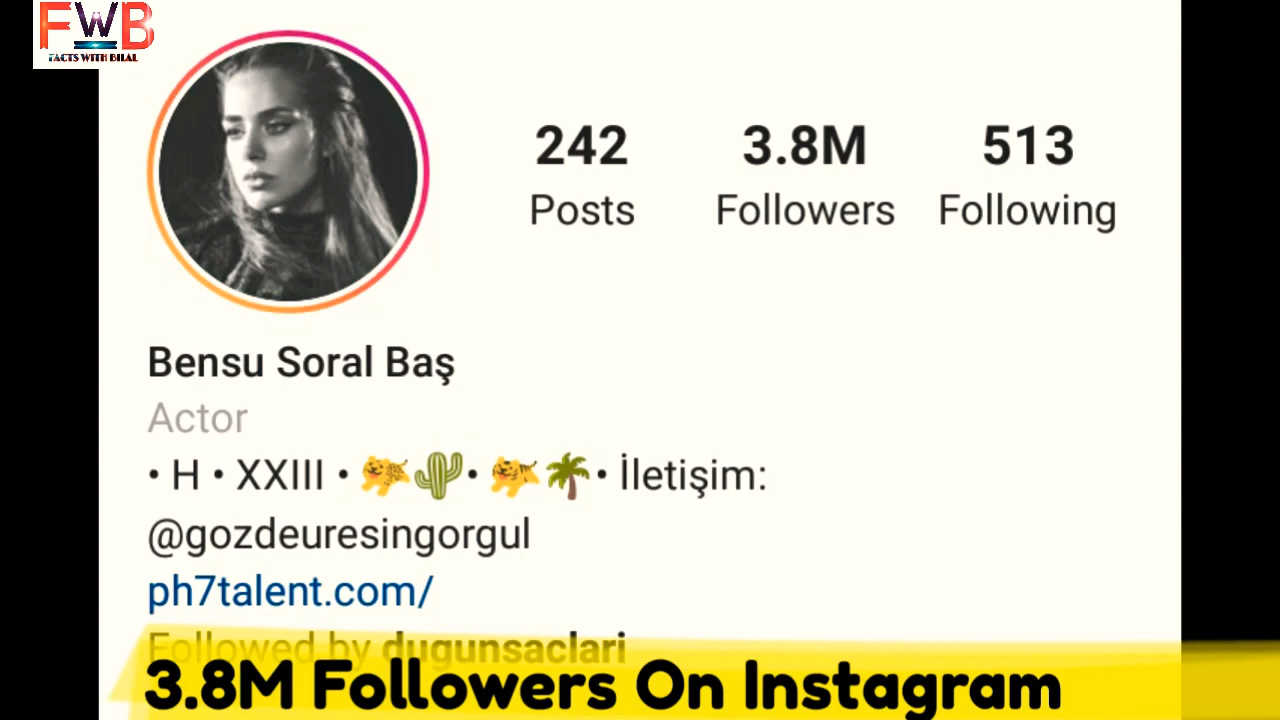 FWB
FACTS WITH BILAL
242 3.8M 513
Posts Followers Following
Bensu Soral Baş
Actor
• H • XXIII • 🐆🌵• 🐅🌴• İletişim:
@gozdeuresingorgul
ph7talent.com/
Followed by dugunsaclari
3.8M Followers On Instagram